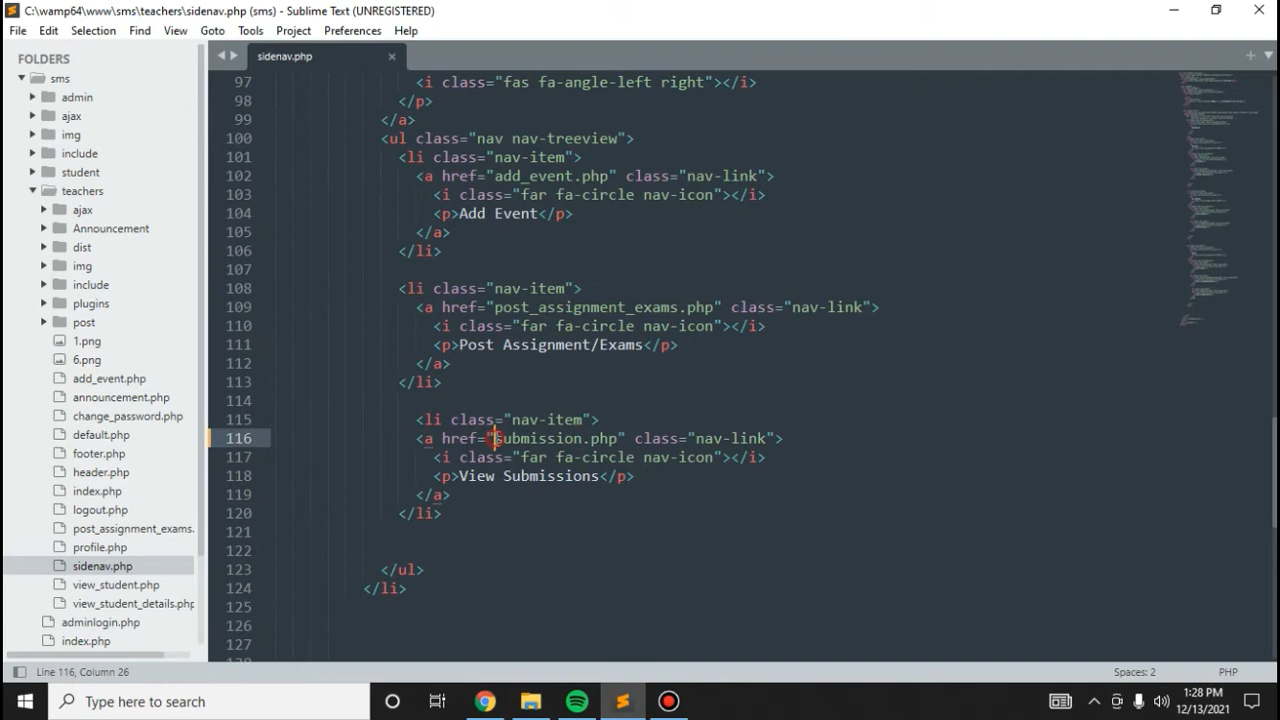 C:\wamp64\www\sms\teachers\sidenav.php (sms) - Sublime Text (UNREGISTERED)
File Edit Selection Find View Goto Tools Project Preferences Help
FOLDERS
sms
admin
ajax
img
include
student
teachers
ajax
Announcement
dist
img
include
plugins
post
1.png
6.png
add_event.php
announcement.php
change_password.php
default.php
footer.php
header.php
index.php
logout.php
post_assignment_exams.
profile.php
sidenav.php
view_student.php
view_student_details.php
adminlogin.php
index.php
sidenav.php
97 <i class="fas fa-angle-left right"></i>
98 </p>
99 </a>
100 <ul class="nav nav-treeview">
101 <li class="nav-item">
102 <a href="add_event.php" class="nav-link">
103 <i class="far fa-circle nav-icon"></i>
104 <p>Add Event</p>
105 </a>
106 </li>
107
108 <li class="nav-item">
109 <a href="post_assignment_exams.php" class="nav-link">
110 <i class="far fa-circle nav-icon"></i>
111 <p>Post Assignment/Exams</p>
112 </a>
113 </li>
114
115 <li class="nav-item">
116 <a href="submission.php" class="nav-link">
117 <i class="far fa-circle nav-icon"></i>
118 <p>View Submissions</p>
119 </a>
120 </li>
121
122
123 </ul>
124 </li>
125
126
127
Line 116, Column 26 Spaces: 2 PHP
Type here to search
1:28 PM
12/13/2021